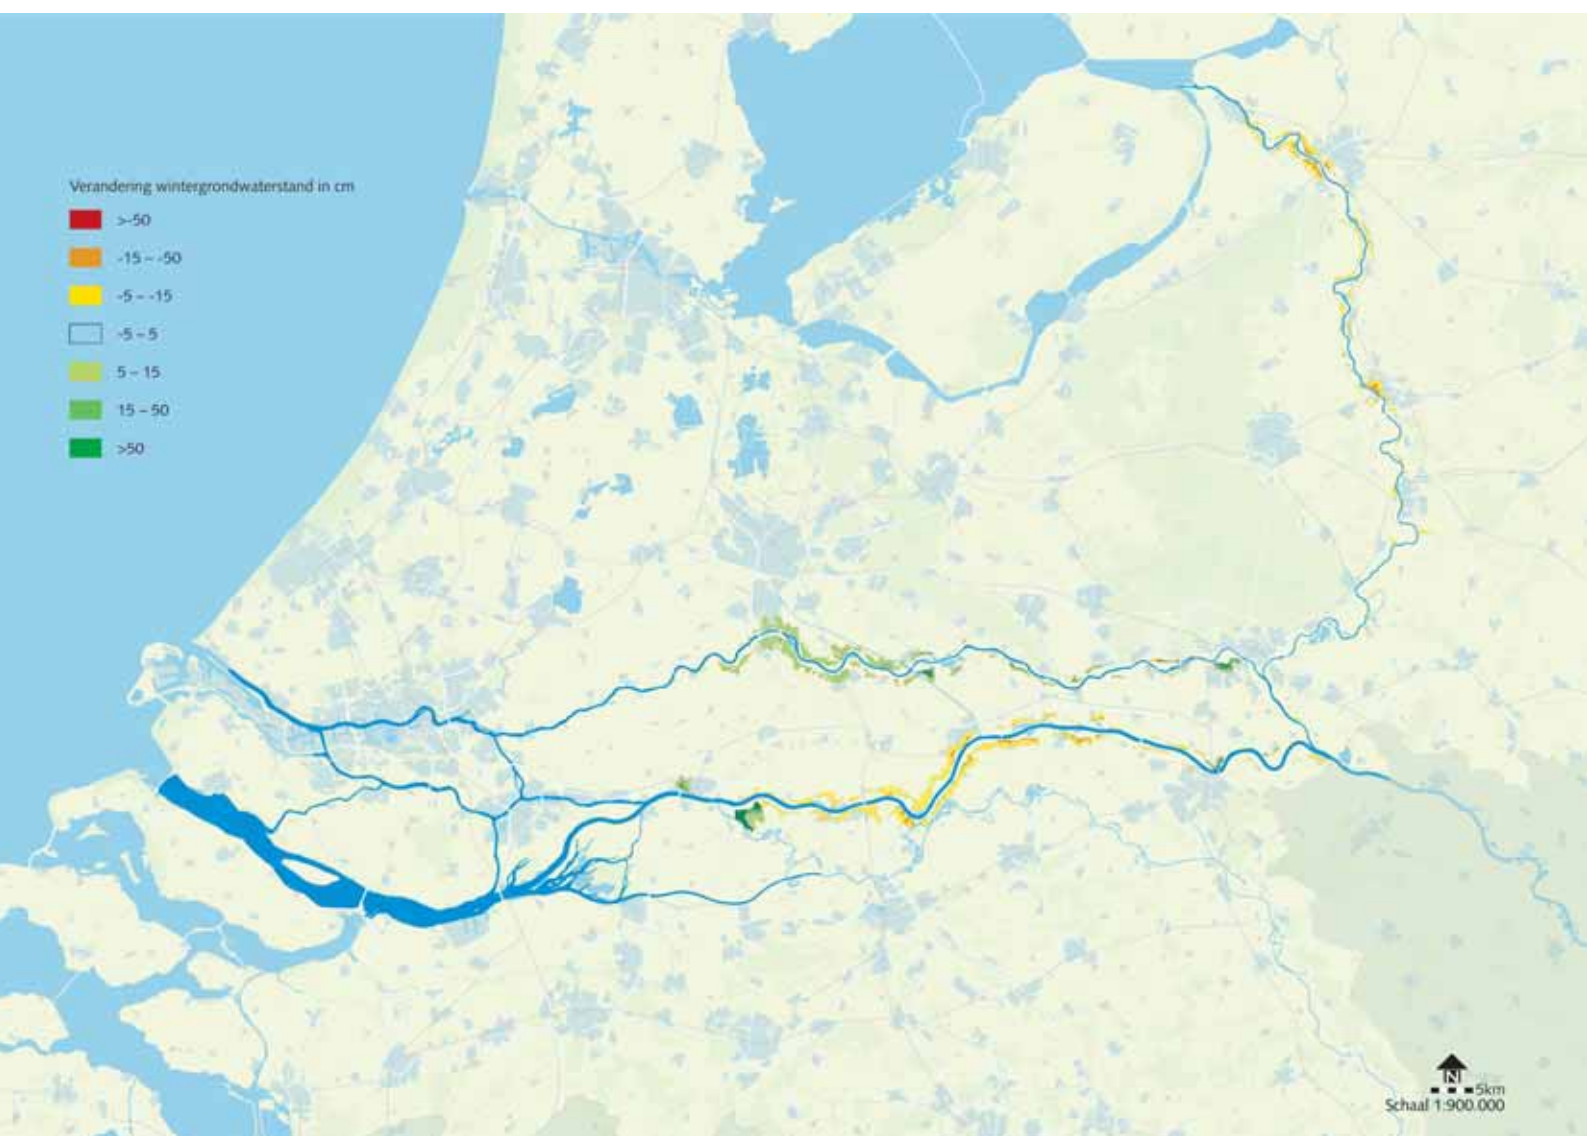 Verandering wintergrondwaterstand in cm
>-50
-15 – -50
-5 – -15
-5 – 5
5 – 15
15 – 50
>50
N
5km
Schaal 1:900.000